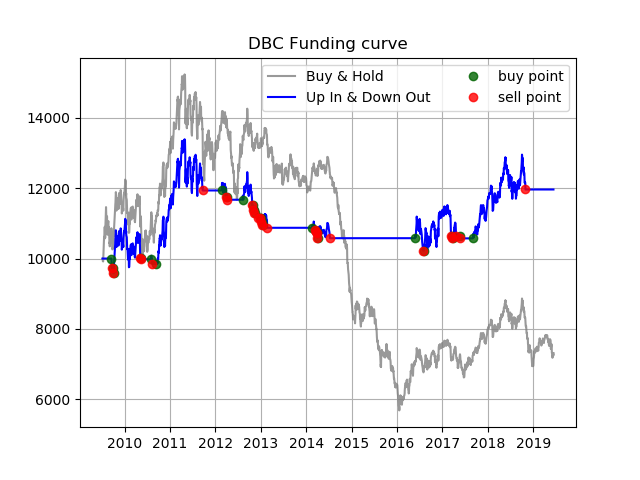 DBC Funding curve
Buy & Hold
Up In & Down Out
buy point
sell point
14000
12000
10000
8000
6000
2010 2011 2012 2013 2014 2015 2016 2017 2018 2019